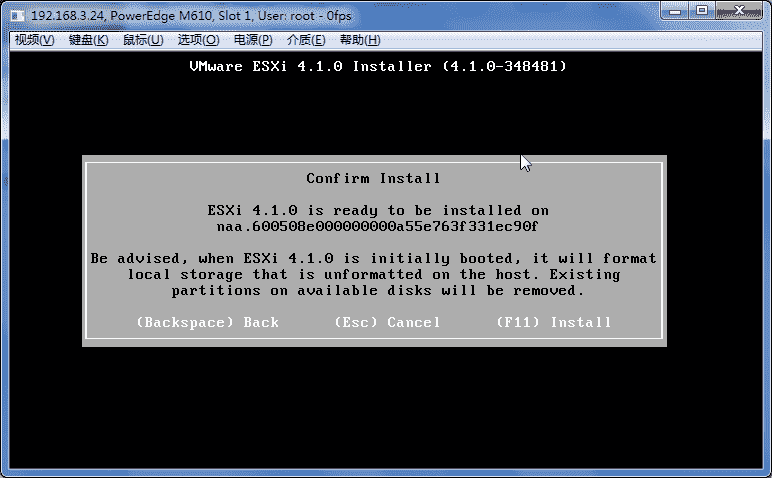 192.168.3.24, PowerEdge M610, Slot 1, User: root - 0fps
视频(V) 键盘(K) 鼠标(U) 选项(O) 电源(P) 介质(E) 帮助(H)
VMware ESXi 4.1.0 Installer (4.1.0-348481)
Confirm Install
ESXi 4.1.0 is ready to be installed on
naa.600508e000000000a55e763f331ec90f
Be advised, when ESXi 4.1.0 is initially booted, it will format
local storage that is unformatted on the host. Existing
partitions on available disks will be removed.
(Backspace) Back (Esc) Cancel (F11) Install